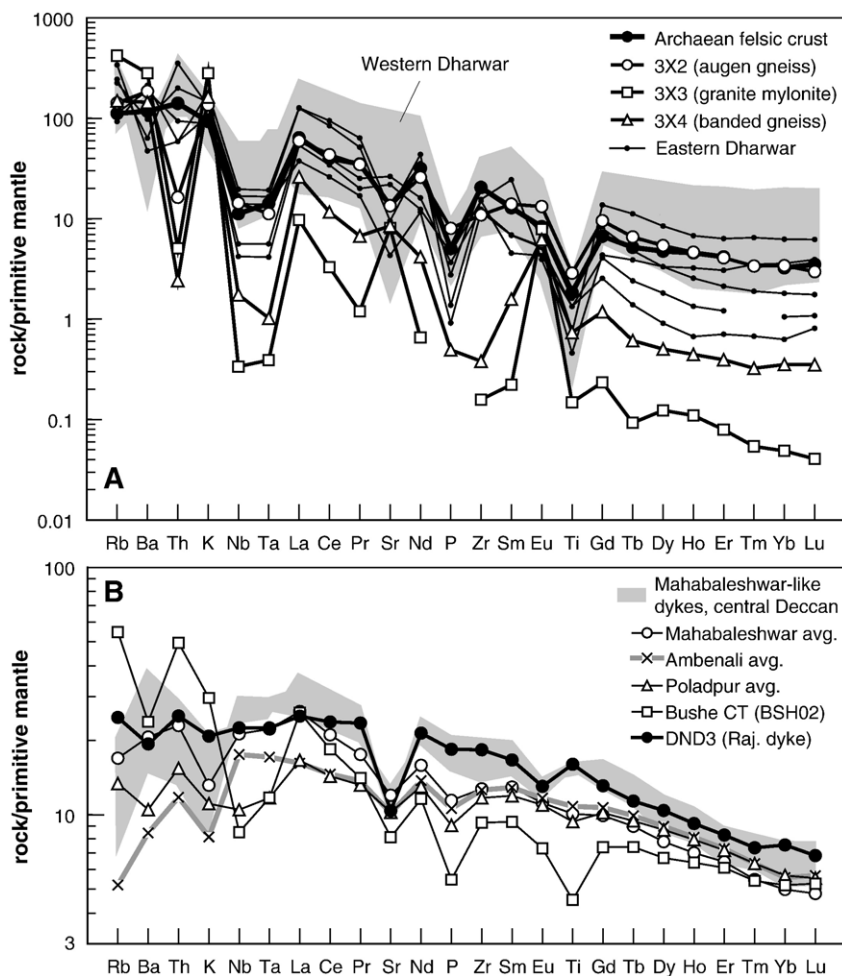 1000
100
10
1
0.1
0.01
rock/primitive mantle
Western Dharwar
Archaean felsic crust
3X2 (augen gneiss)
3X3 (granite mylonite)
3X4 (banded gneiss)
Eastern Dharwar
A
Rb Ba Th K Nb Ta La Ce Pr Sr Nd P Zr Sm Eu Ti Gd Tb Dy Ho Er Tm Yb Lu
100
10
3
rock/primitive mantle
B
Mahabaleshwar-like
dykes, central Deccan
Mahabaleshwar avg.
Ambenali avg.
Poladpur avg.
Bushe CT (BSH02)
DND3 (Raj. dyke)
Rb Ba Th K Nb Ta La Ce Pr Sr Nd P Zr Sm Eu Ti Gd Tb Dy Ho Er Tm Yb Lu